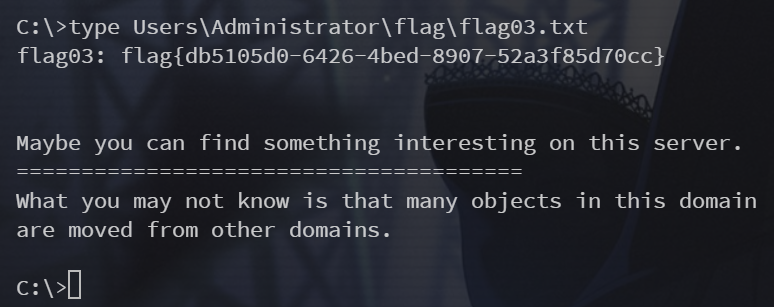 C:\>type Users\Administrator\flag\flag03.txt
flag03: flag{db5105d0-6426-4bed-8907-52a3f85d70cc}
Maybe you can find something interesting on this server.
=======================================
What you may not know is that many objects in this domain
are moved from other domains.
C:\>